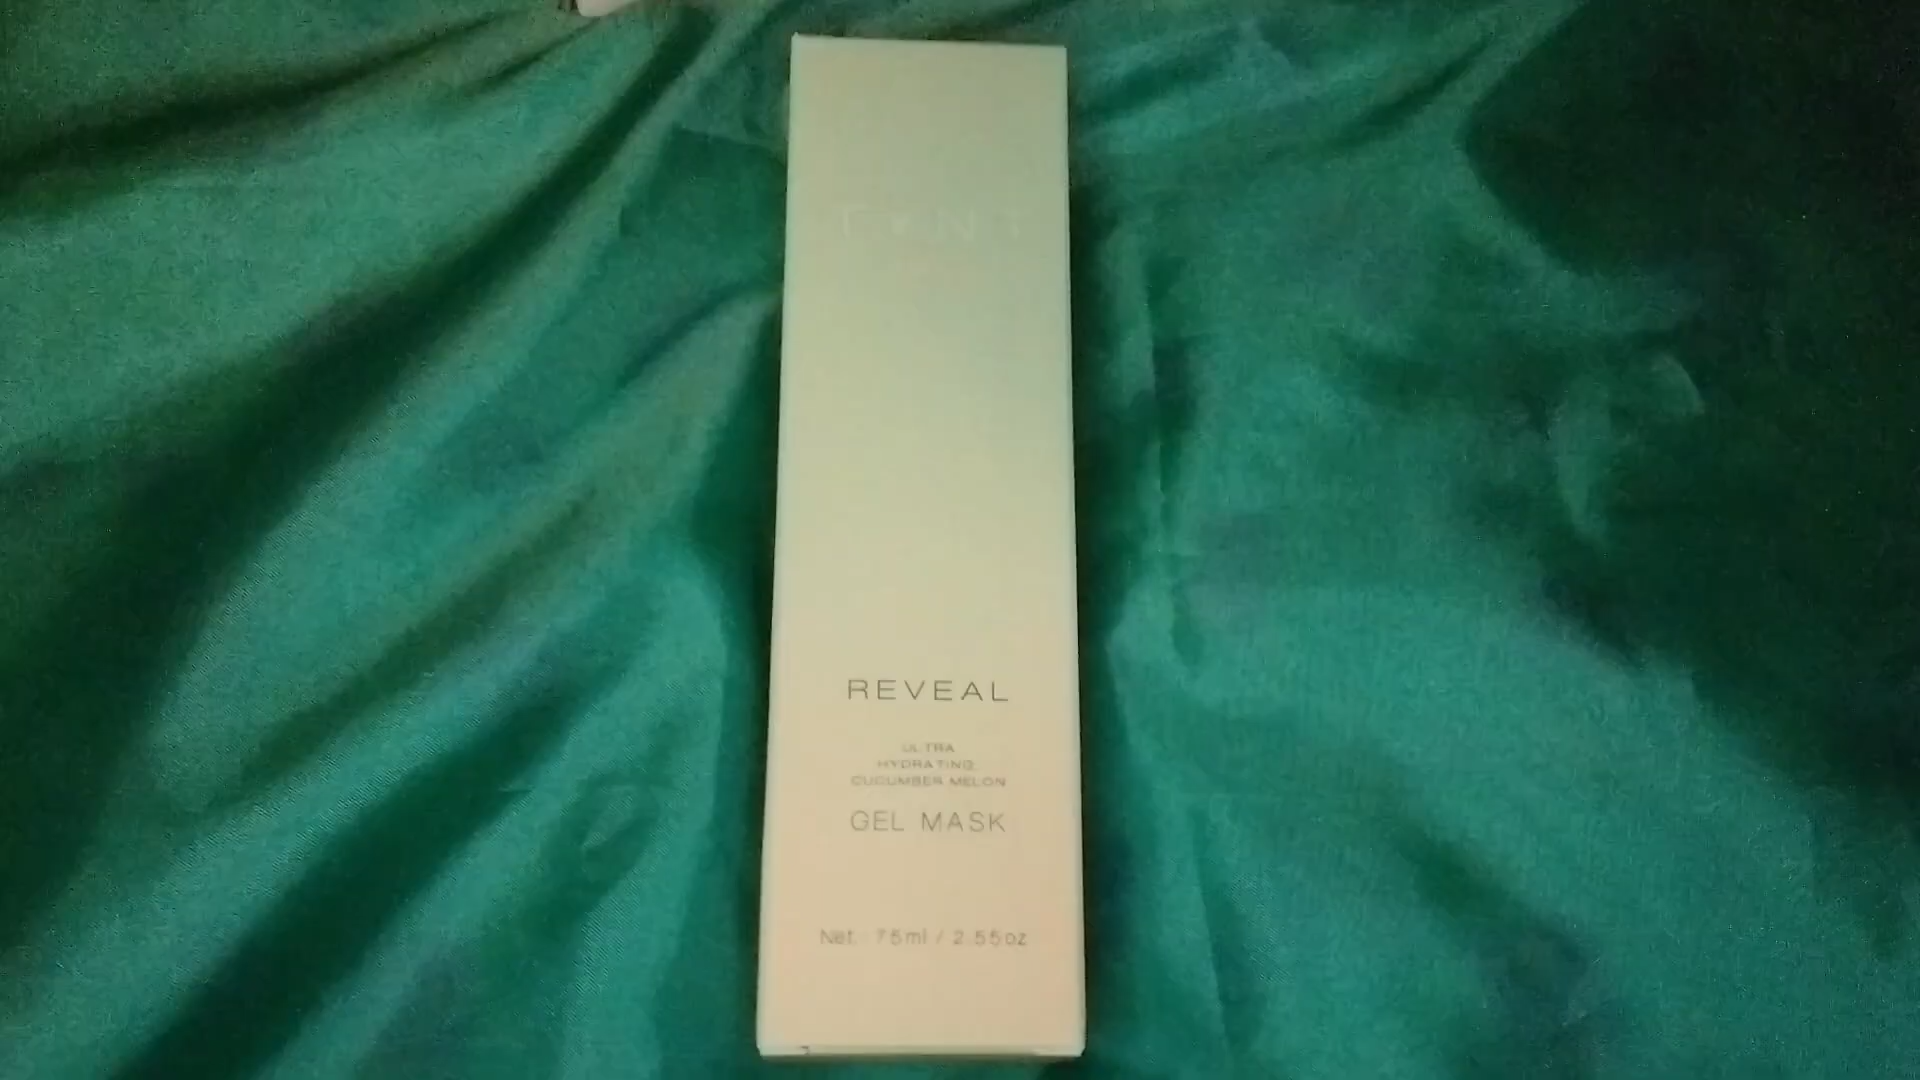 REVEAL
ULTRA
HYDRATING
CUCUMBER MELON
GEL MASK
Net. 75ml / 2.55oz